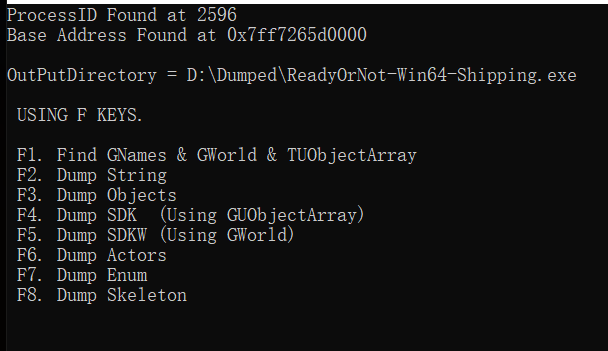 ProcessID Found at 2596
Base Address Found at 0x7ff7265d0000
OutPutDirectory = D:\Dumped\ReadyOrNot-Win64-Shipping.exe
USING F KEYS.
F1. Find GNames & GWorld & TUObjectArray
F2. Dump String
F3. Dump Objects
F4. Dump SDK  (Using GUObjectArray)
F5. Dump SDKW (Using GWorld)
F6. Dump Actors
F7. Dump Enum
F8. Dump Skeleton